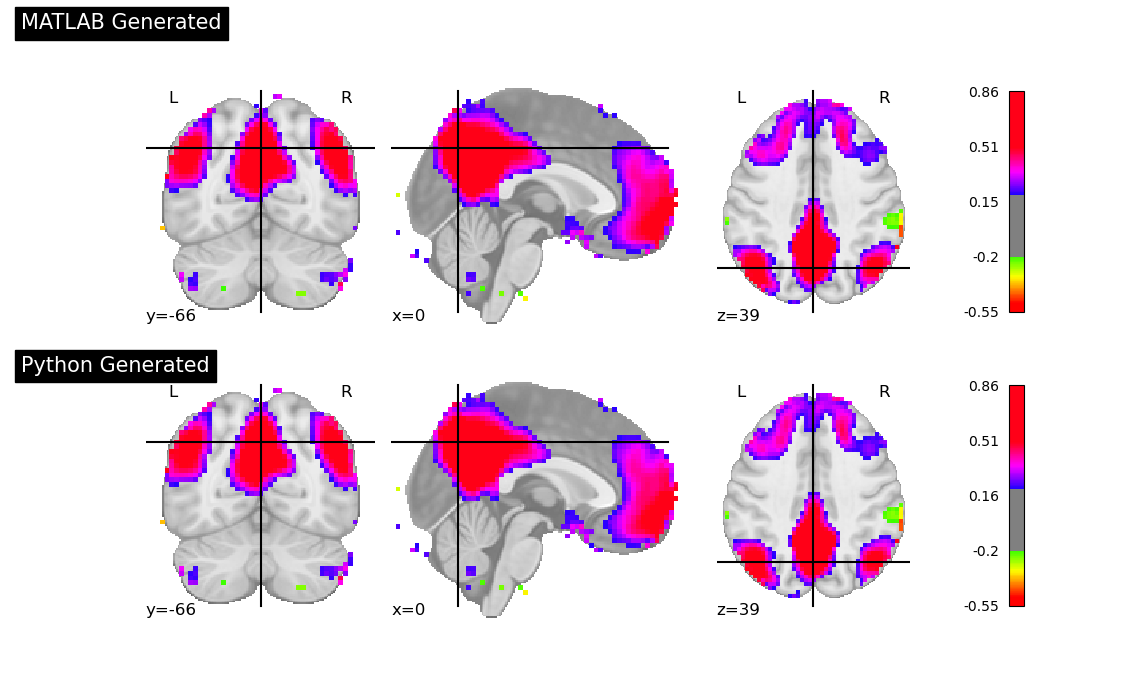 MATLAB Generated
L R L R
0.86
0.51
0.15
-0.2
-0.55
y=-66 x=0 z=39
Python Generated
L R L R
0.86
0.51
0.16
-0.2
-0.55
y=-66 x=0 z=39